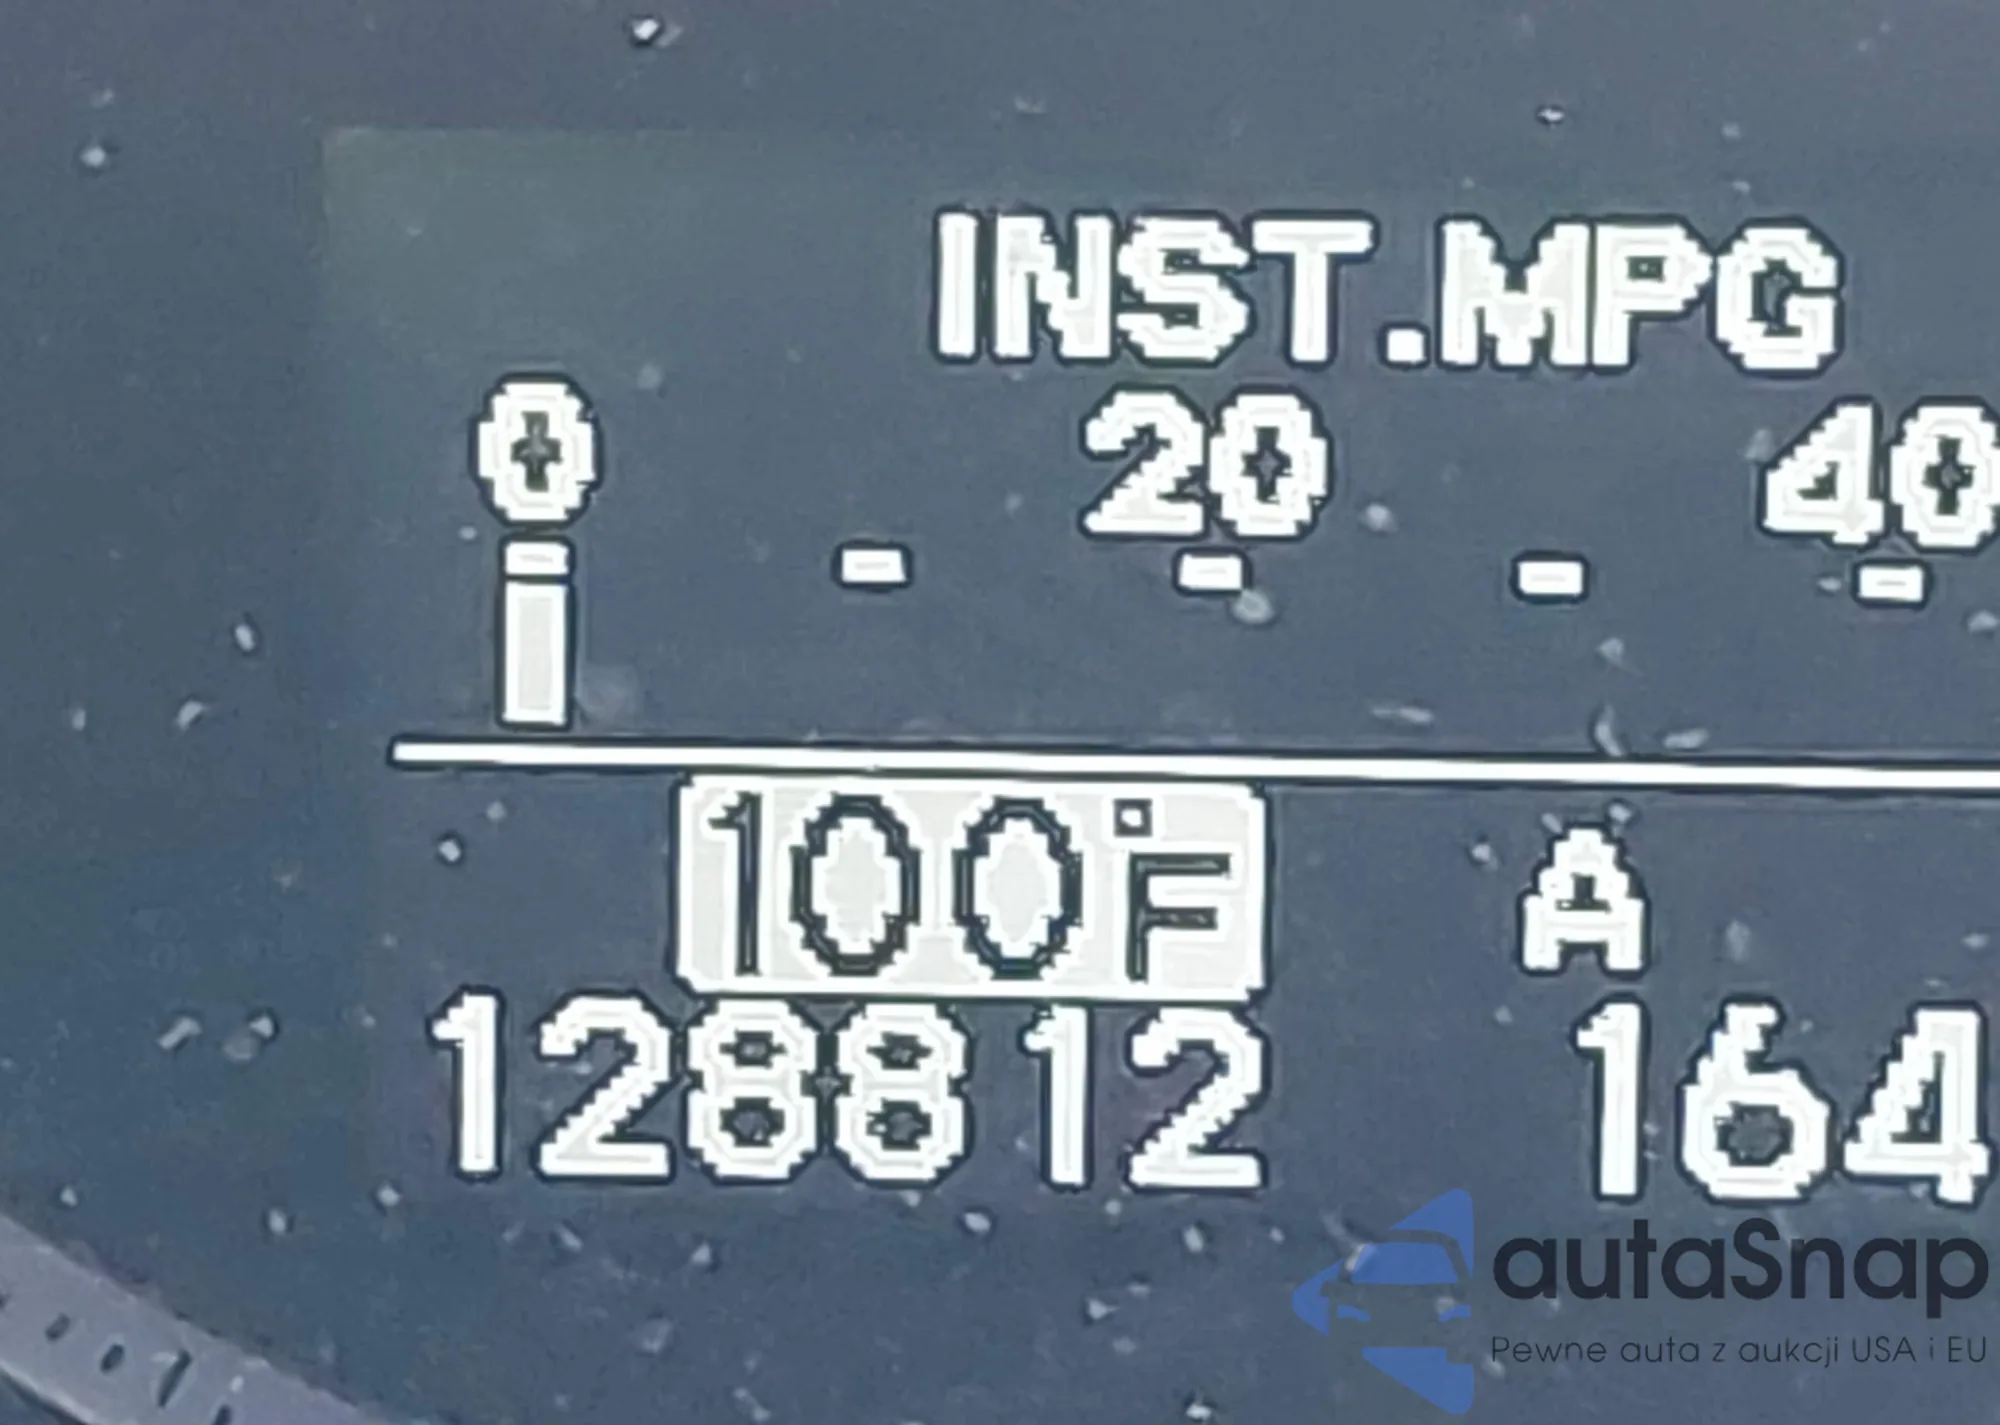 INST.MPG
0 20 40
100°F A
128812 164
autaSnap
Pewne auta z aukcji USA i EU